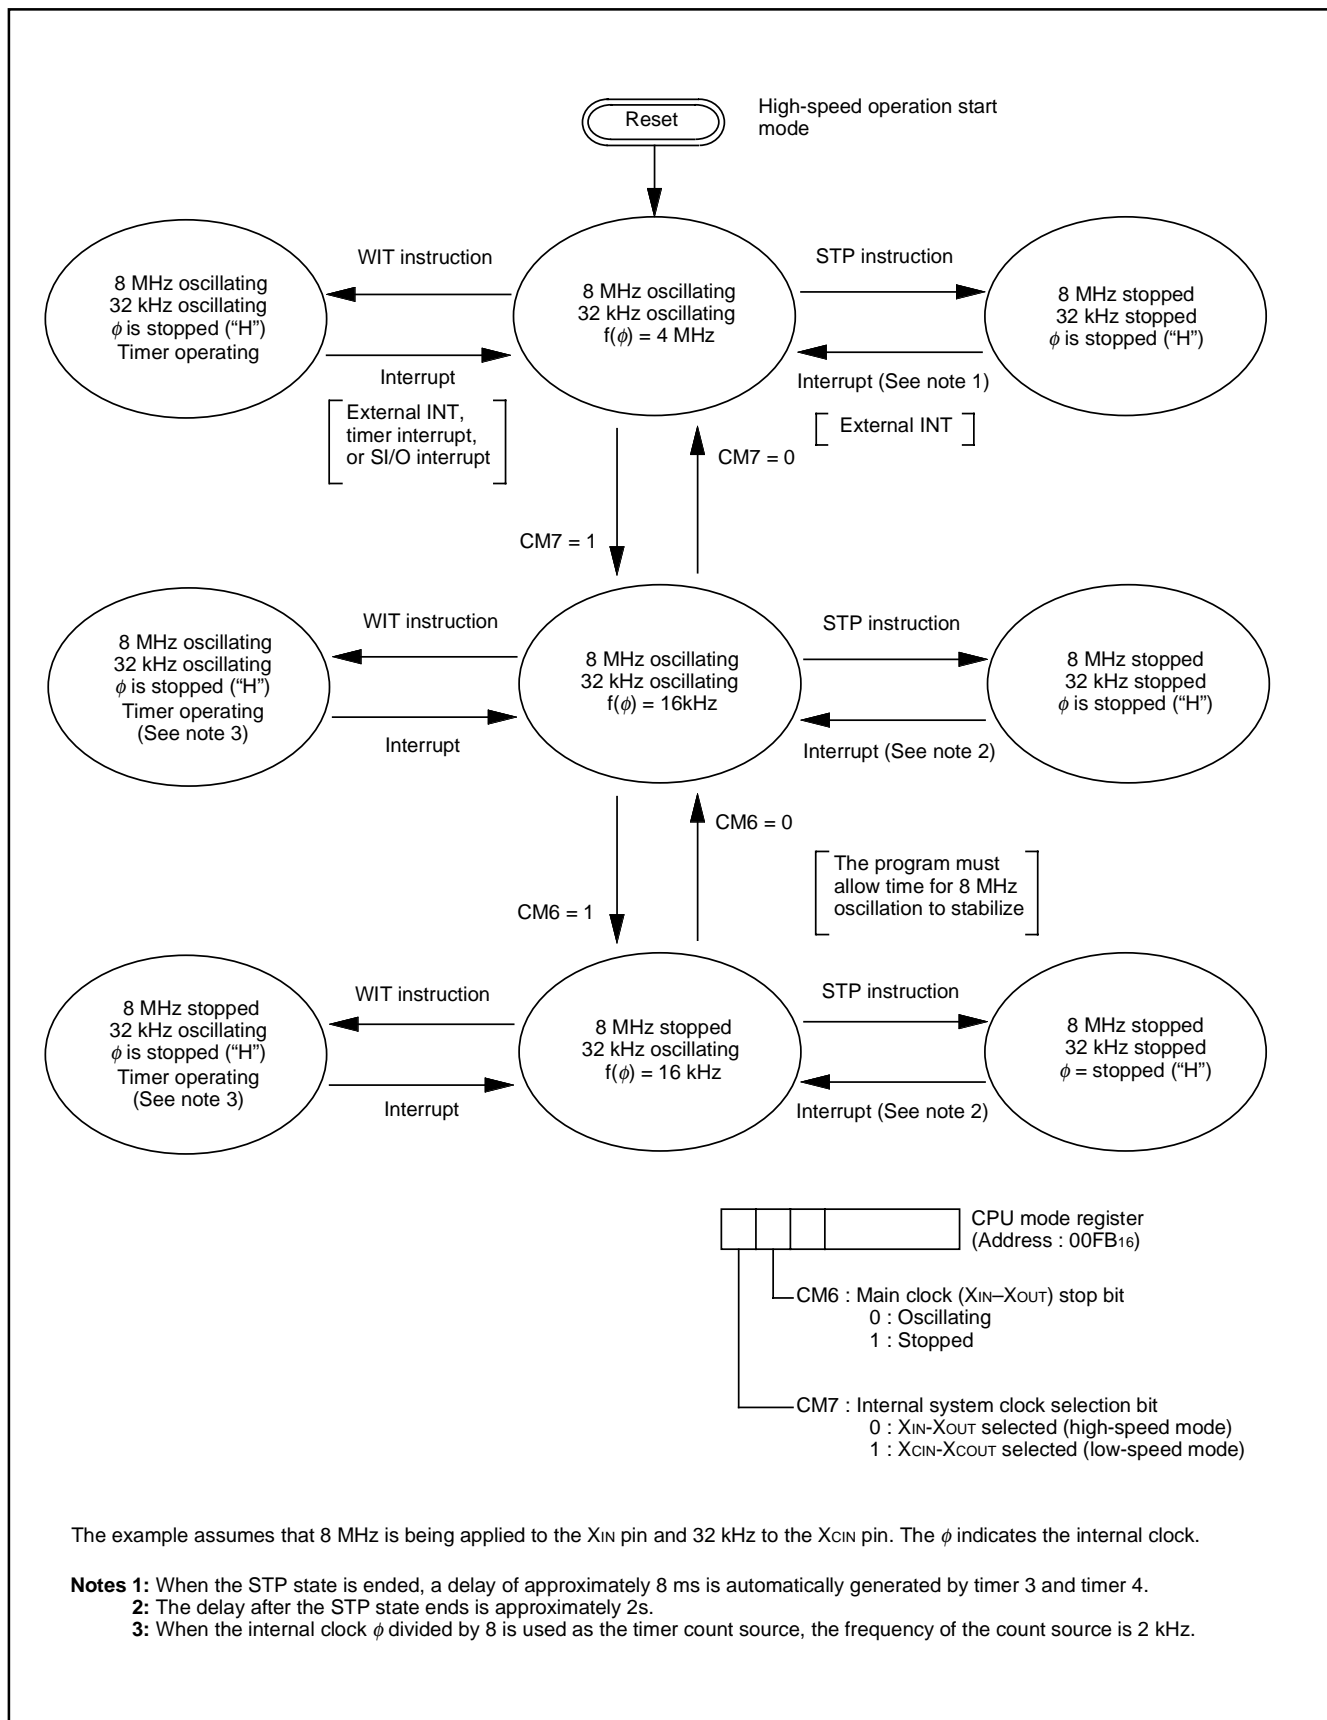 Reset
High-speed operation start
mode
WIT instruction
STP instruction
8 MHz oscillating
32 kHz oscillating
ϕ is stopped (“H”)
Timer operating
8 MHz oscillating
32 kHz oscillating
f(ϕ) = 4 MHz
8 MHz stopped
32 kHz stopped
ϕ is stopped (“H”)
Interrupt
External INT,
timer interrupt,
or SI/O interrupt
Interrupt (See note 1)
External INT
CM7 = 0
CM7 = 1
WIT instruction
STP instruction
8 MHz oscillating
32 kHz oscillating
ϕ is stopped (“H”)
Timer operating
(See note 3)
8 MHz oscillating
32 kHz oscillating
f(ϕ) = 16kHz
8 MHz stopped
32 kHz stopped
ϕ is stopped (“H”)
Interrupt
Interrupt (See note 2)
CM6 = 0
The program must
allow time for 8 MHz
oscillation to stabilize
CM6 = 1
WIT instruction
STP instruction
8 MHz stopped
32 kHz oscillating
ϕ is stopped (“H”)
Timer operating
(See note 3)
8 MHz stopped
32 kHz oscillating
f(ϕ) = 16 kHz
8 MHz stopped
32 kHz stopped
ϕ = stopped (“H”)
Interrupt
Interrupt (See note 2)
CPU mode register
(Address : 00FB16)
CM6 : Main clock (XIN–XOUT) stop bit
0 : Oscillating
1 : Stopped
CM7 : Internal system clock selection bit
0 : XIN-XOUT selected (high-speed mode)
1 : XCIN-XCOUT selected (low-speed mode)
The example assumes that 8 MHz is being applied to the XIN pin and 32 kHz to the XCIN pin. The ϕ indicates the internal clock.
Notes 1: When the STP state is ended, a delay of approximately 8 ms is automatically generated by timer 3 and timer 4.
2: The delay after the STP state ends is approximately 2s.
3: When the internal clock ϕ divided by 8 is used as the timer count source, the frequency of the count source is 2 kHz.